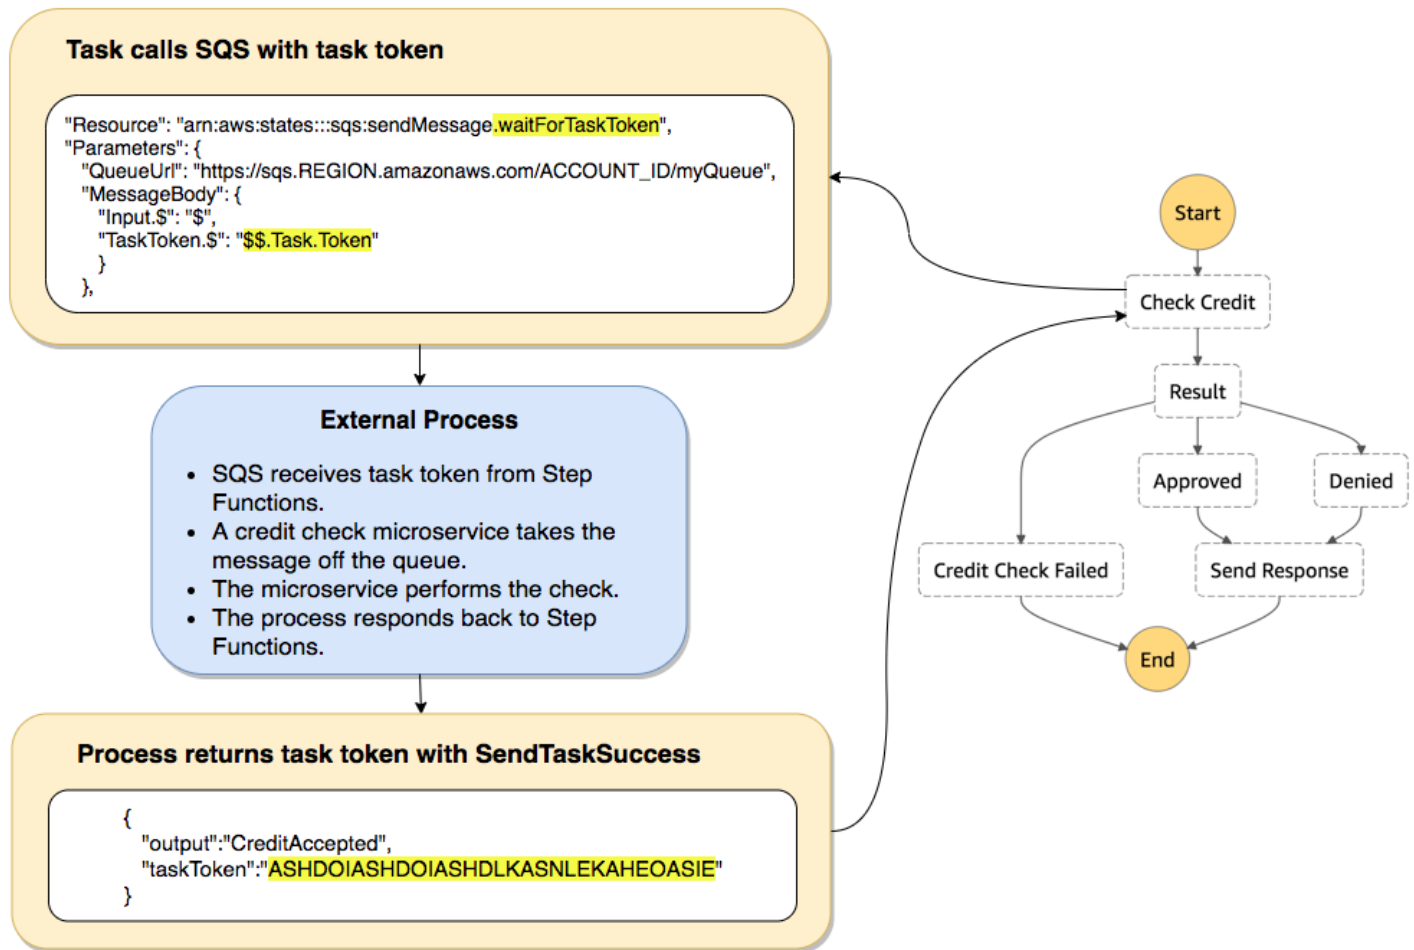 Task calls SQS with task token
"Resource": "arn:aws:states:::sqs:sendMessage.waitForTaskToken",
"Parameters": {
"QueueUrl": "https://sqs.REGION.amazonaws.com/ACCOUNT_ID/myQueue",
"MessageBody": {
"Input.$": "$",
"TaskToken.$": "$$.Task.Token"
}
},
External Process
• SQS receives task token from Step
Functions.
• A credit check microservice takes the
message off the queue.
• The microservice performs the check.
• The process responds back to Step
Functions.
Process returns task token with SendTaskSuccess
{
"output":"CreditAccepted",
"taskToken":"ASHDOIASHDOIASHDLKASNLEKAHEOASIE"
}
Start
Check Credit
Result
Approved
Denied
Credit Check Failed
Send Response
End